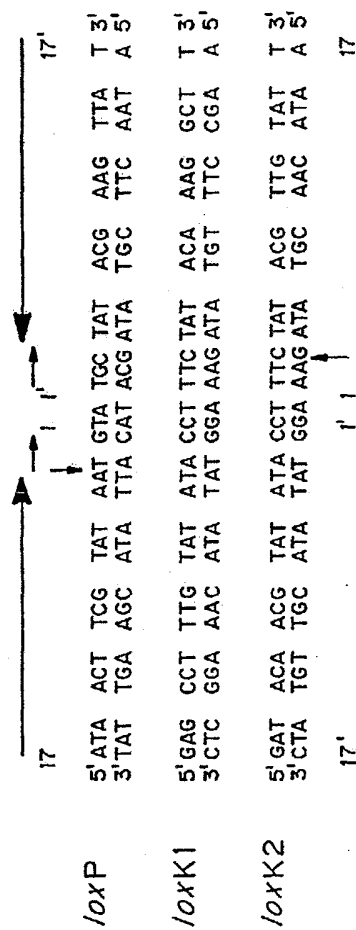 17 1 1' 17'
loxP 5'ATA ACT TCG TAT AAT GTA TGC TAT ACG AAG TTA T 3'
3'TAT TGA AGC ATA TTA CAT ACG ATA TGC TTC AAT A 5'
loxK1 5'GAG CCT TTG TAT ATA CCT TTC TAT ACA AAG GCT T 3'
3'CTC GGA AAC ATA TAT GGA AAG ATA TGT TTC CGA A 5'
loxK2 5'GAT ACA ACG TAT ATA CCT TTC TAT ACG TTG TAT T 3'
3'CTA TGT TGC ATA TAT GGA AAG ATA TGC AAC ATA A 5'
17' 1' 1 17